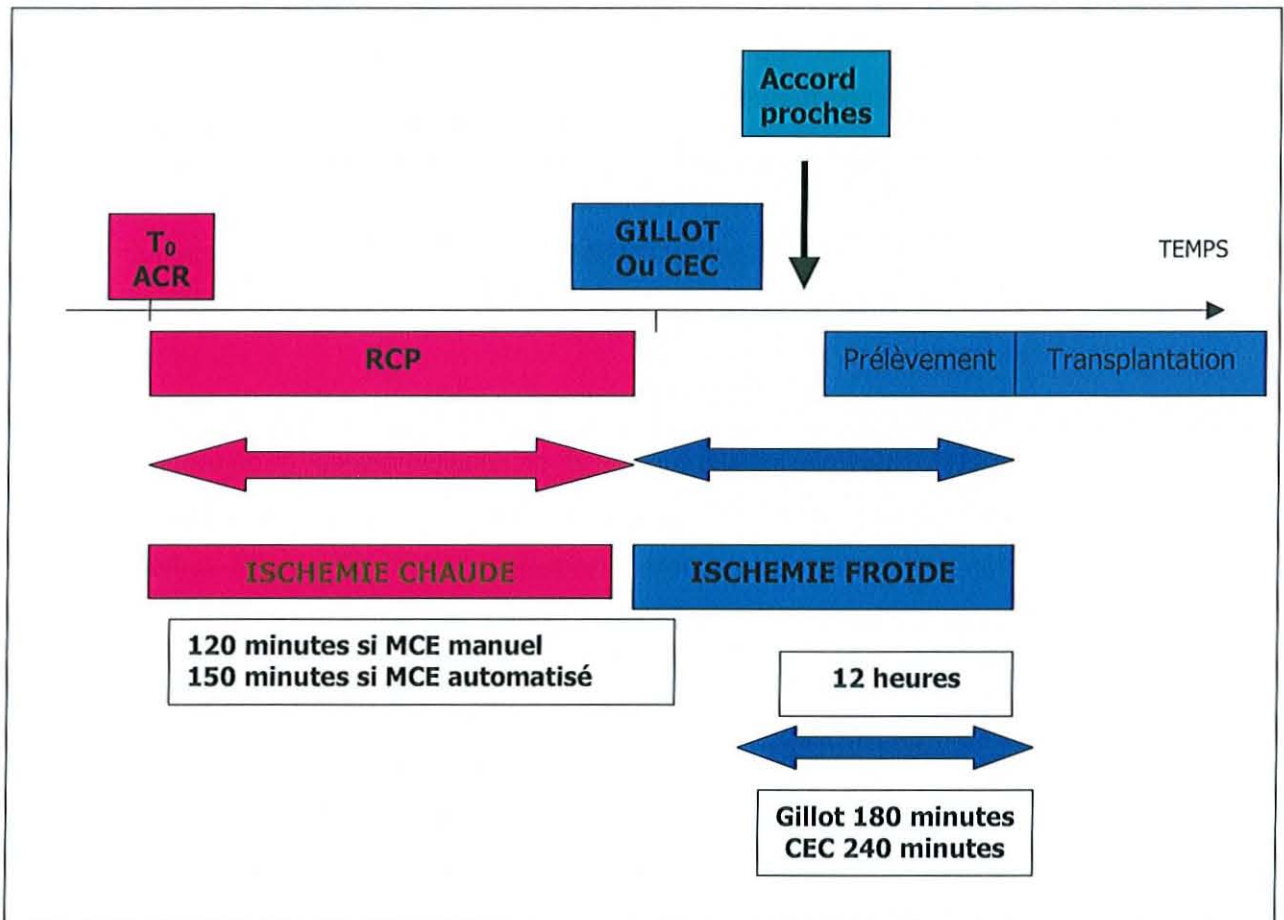 Accord
proches
T₀
ACR
GILLOT
Ou CEC
TEMPS
RCP
Prélèvement
Transplantation
ISCHEMIE CHAUDE
ISCHEMIE FROIDE
120 minutes si MCE manuel
150 minutes si MCE automatisé
12 heures
Gillot 180 minutes
CEC 240 minutes